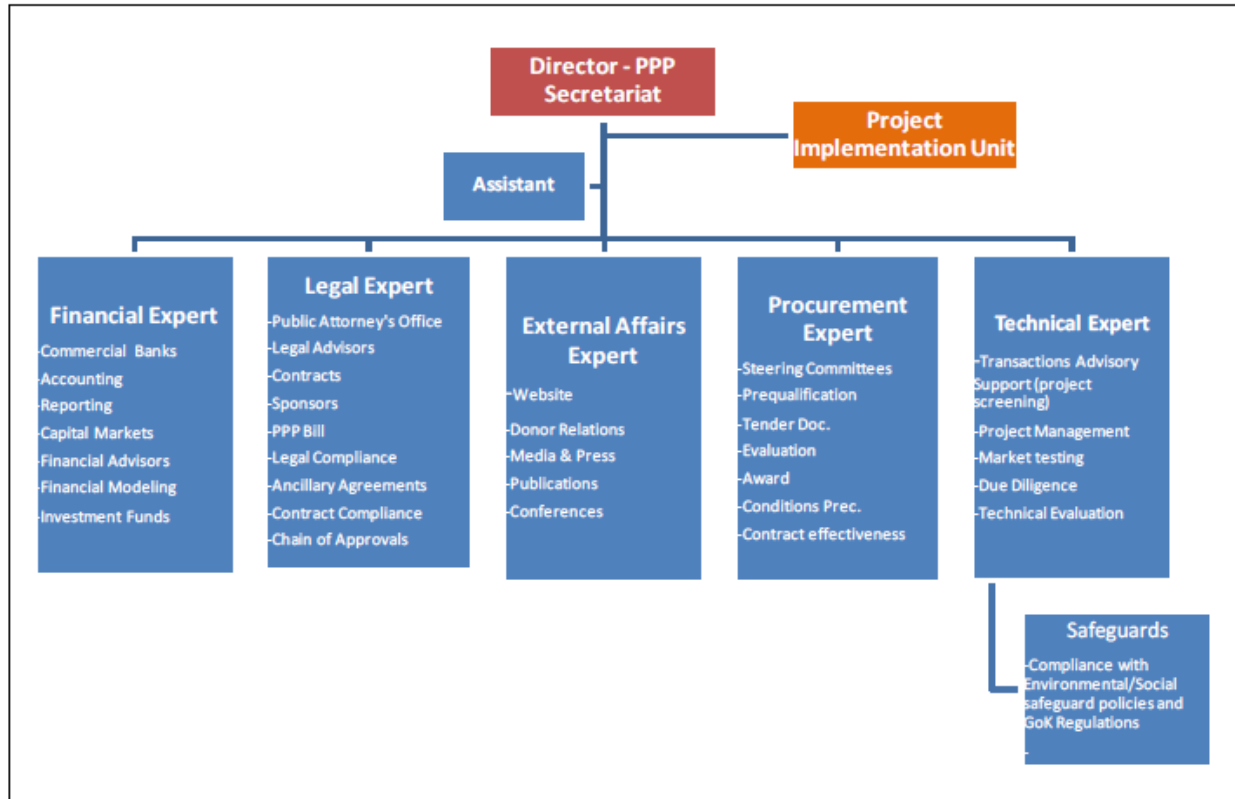 Director - PPP
Secretariat
Project
Implementation Unit
Assistant
Financial Expert
-Commercial Banks
-Accounting
-Reporting
-Capital Markets
-Financial Advisors
-Financial Modeling
-Investment Funds
Legal Expert
-Public Attorney's Office
-Legal Advisors
-Contracts
-Sponsors
-PPP Bill
-Legal Compliance
-Ancillary Agreements
-Contract Compliance
-Chain of Approvals
External Affairs
Expert
-Website
-Donor Relations
-Media & Press
-Publications
-Conferences
Procurement
Expert
-Steering Committees
-Prequalification
-Tender Doc.
-Evaluation
-Award
-Conditions Prec.
-Contract effectiveness
Technical Expert
-Transactions Advisory
Support (project
screening)
-Project Management
-Market testing
-Due Diligence
-Technical Evaluation
Safeguards
-Compliance with
Environmental/Social
safeguard policies and
GoK Regulations
-